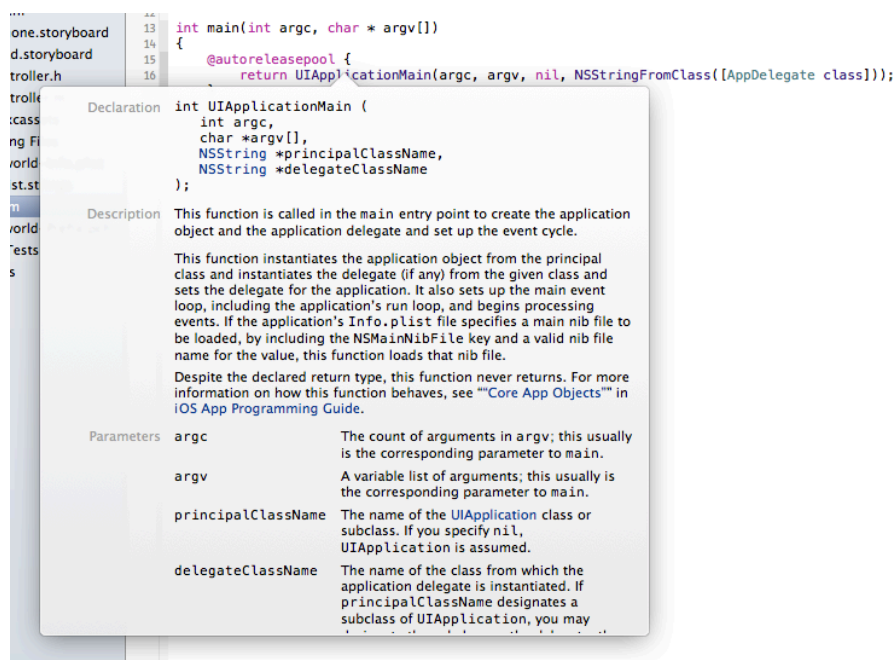 one.storyboard
d.storyboard
troller.h
trolle
xcass
ng Fi
world
st.st
m
world
Tests
s
12
13 int main(int argc, char * argv[])
14 {
15 @autoreleasepool {
16 return UIApplicationMain(argc, argv, nil, NSStringFromClass([AppDelegate class]));
Declaration int UIApplicationMain (
int argc,
char *argv[],
NSString *principalClassName,
NSString *delegateClassName
);
Description This function is called in the main entry point to create the application
object and the application delegate and set up the event cycle.
This function instantiates the application object from the principal
class and instantiates the delegate (if any) from the given class and
sets the delegate for the application. It also sets up the main event
loop, including the application's run loop, and begins processing
events. If the application's Info.plist file specifies a main nib file to
be loaded, by including the NSMainNibFile key and a valid nib file
name for the value, this function loads that nib file.
Despite the declared return type, this function never returns. For more
information on how this function behaves, see ““Core App Objects”” in
iOS App Programming Guide.
Parameters argc The count of arguments in argv; this usually
is the corresponding parameter to main.
argv A variable list of arguments; this usually is
the corresponding parameter to main.
principalClassName The name of the UIApplication class or
subclass. If you specify nil,
UIApplication is assumed.
delegateClassName The name of the class from which the
application delegate is instantiated. If
principalClassName designates a
subclass of UIApplication, you may